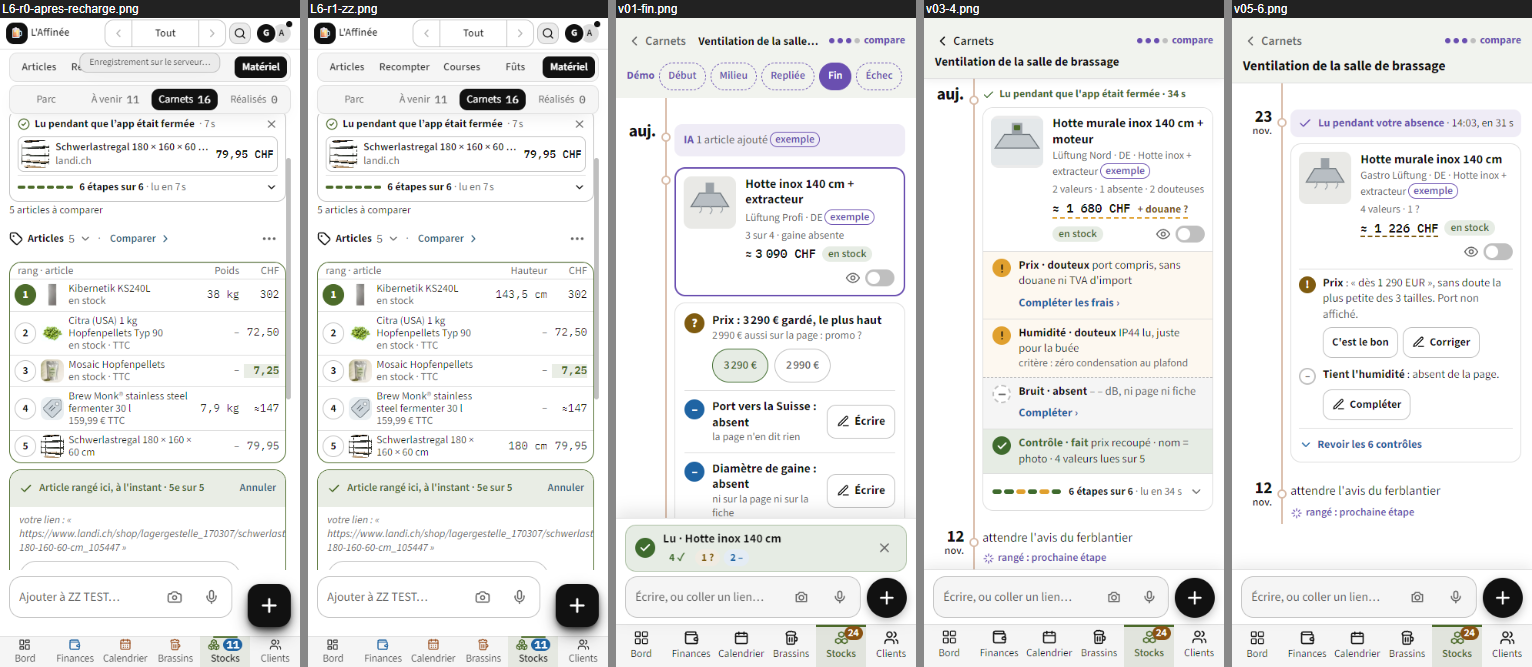 L6-r0-apres-recharge.png
L'Affinée
Tout
G A
Articles Re
Enregistrement sur le serveur...
Matériel
Parc À venir 11 Carnets 16 Réalisés 0
Lu pendant que l'app était fermée · 7 s
Schwerlastregal 180 × 160 × 60 ...
landi.ch
79,95 CHF
6 étapes sur 6 · lu en 7 s
5 articles à comparer
Articles 5 · Comparer
rang · article Poids CHF
1 Kibernetik KS240L
en stock
38 kg 302
2 Citra (USA) 1 kg
Hopfenpellets Typ 90
en stock · TTC
– 72,50
3 Mosaic Hopfenpellets
en stock · TTC
– 7,25
4 Brew Monk® stainless steel
fermenter 30 l
159,99 € TTC
7,9 kg ≈147
5 Schwerlastregal 180 × 160 ×
60 cm
– 79,95
Article rangé ici, à l'instant · 5e sur 5 Annuler
votre lien : «
https://www.landi.ch/shop/lagergestelle_170307/schwerlast
180-160-60-cm_105447 »
Ajouter à ZZ TEST...
11
Bord Finances Calendrier Brassins Stocks Clients
L6-r1-zz.png
L'Affinée
Tout
G A
Articles Recompter Courses Fûts Matériel
Parc À venir 11 Carnets 16 Réalisés 0
Lu pendant que l'app était fermée · 7 s
Schwerlastregal 180 × 160 × 60 ...
landi.ch
79,95 CHF
6 étapes sur 6 · lu en 7 s
5 articles à comparer
Articles 5 · Comparer
rang · article Hauteur CHF
1 Kibernetik KS240L
en stock
143,5 cm 302
2 Citra (USA) 1 kg
Hopfenpellets Typ 90
en stock · TTC
– 72,50
3 Mosaic Hopfenpellets
en stock · TTC
– 7,25
4 Brew Monk® stainless
steel fermenter 30 l
159,99 € TTC
– ≈147
5 Schwerlastregal 180 ×
160 × 60 cm
180 cm 79,95
Article rangé ici, à l'instant · 5e sur 5 Annuler
votre lien : «
https://www.landi.ch/shop/lagergestelle_170307/schwerlast
180-160-60-cm_105447 »
Ajouter à ZZ TEST...
11
Bord Finances Calendrier Brassins Stocks Clients
v01-fin.png
Carnets Ventilation de la salle... compare
Démo Début Milieu Repliée Fin Échec
auj.
IA 1 article ajouté exemple
Hotte inox 140 cm +
extracteur
Lüftung Profi · DE exemple
3 sur 4 · gaine absente
≈ 3 090 CHF en stock
? Prix : 3 290 € gardé, le plus haut
2 990 € aussi sur la page : promo ?
3 290 € 2 990 €
Port vers la Suisse :
absent
la page n'en dit rien
Écrire
Diamètre de gaine :
absent
ni sur la page ni sur la
fiche
Écrire
Lu · Hotte inox 140 cm
4 ✓ 1 ? 2 –
Écrire, ou coller un lien...
24
Bord Finances Calendrier Brassins Stocks Clients
v03-4.png
Carnets compare
Ventilation de la salle de brassage
auj.
Lu pendant que l'app était fermée · 34 s
Hotte murale inox 140 cm +
moteur
Lüftung Nord · DE · Hotte inox +
extracteur exemple
2 valeurs · 1 absente · 2 douteuses
≈ 1 680 CHF + douane ?
en stock
! Prix · douteux port compris, sans
douane ni TVA d'import
Compléter les frais ›
! Humidité · douteux IP44 lu, juste
pour la buée
critère : zéro condensation au plafond
Bruit · absent – – dB, ni page ni fiche
Compléter ›
Contrôle · fait prix recoupé · nom =
photo · 4 valeurs lues sur 5
6 étapes sur 6 · lu en 34 s
12
nov.
attendre l'avis du ferblantier
rangé : prochaine étape
Écrire, ou coller un lien...
24
Bord Finances Calendrier Brassins Stocks Clients
v05-6.png
Carnets compare
Ventilation de la salle de brassage
23
nov.
Lu pendant votre absence · 14:03, en 31 s
Hotte murale inox 140 cm
Gastro Lüftung · DE · Hotte inox +
extracteur exemple
4 valeurs · 1 ?
≈ 1 226 CHF en stock
! Prix : « dès 1 290 EUR », sans doute la
plus petite des 3 tailles. Port non
affiché.
C'est le bon Corriger
Tient l'humidité : absent de la page.
Compléter
Revoir les 6 contrôles
12
nov.
attendre l'avis du ferblantier
rangé : prochaine étape
Écrire, ou coller un lien...
24
Bord Finances Calendrier Brassins Stocks Clients